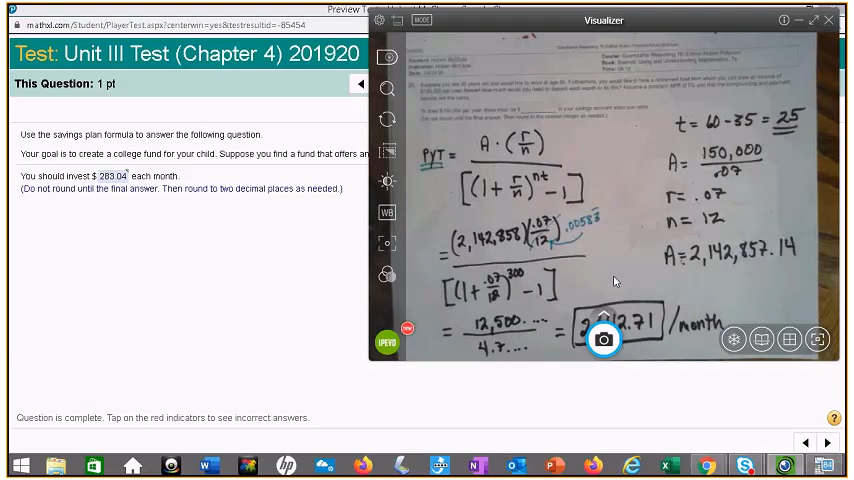 Preview Te
mathxl.com/Student/PlayerTest.aspx?centerwin=yes&testresultid=-85454
Test: Unit III Test (Chapter 4) 201920
This Question: 1 pt
Use the savings plan formula to answer the following question.
Your goal is to create a college fund for your child. Suppose you find a fund that offers an
You should invest $ 283.04 each month.
(Do not round until the final answer. Then round to two decimal places as needed.)
Question is complete. Tap on the red indicators to see incorrect answers.
MODE
Visualizer
WB
new
IPEVO
PYT = A · (r/n)
[(1 + r/n)^nt − 1]
= (2,142,858)(.07/12) .00583
[(1 + .07/12)^300 − 1]
= 12,500.... / 4.7.... = /month
t = 60 - 35 = 25
A = 150,000 / .07
r = .07
n = 12
A = 2,142,857.14